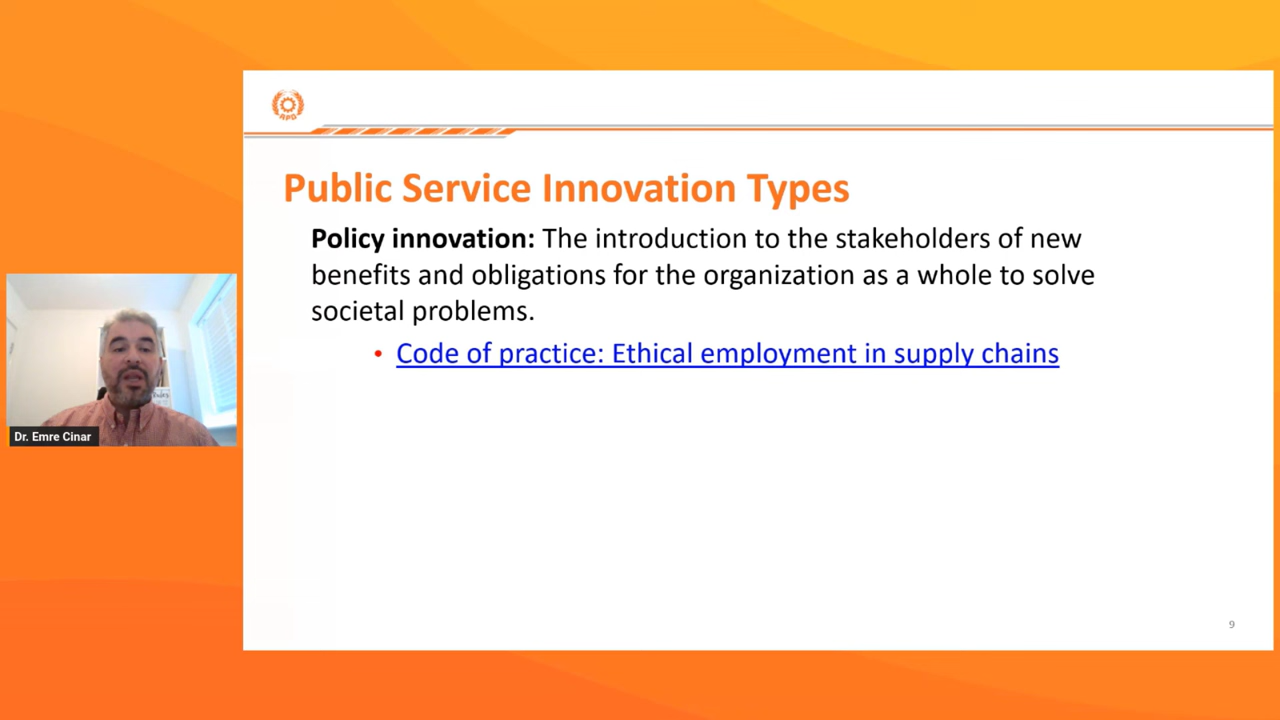 APO
Public Service Innovation Types
Policy innovation: The introduction to the stakeholders of new
benefits and obligations for the organization as a whole to solve
societal problems.
• Code of practice: Ethical employment in supply chains
Dr. Emre Cinar
9